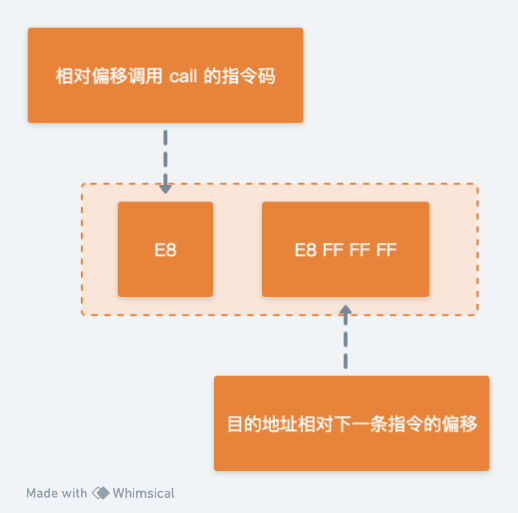 相对偏移调用 call 的指令码
E8
E8 FF FF FF
目的地址相对下一条指令的偏移
Made with Whimsical